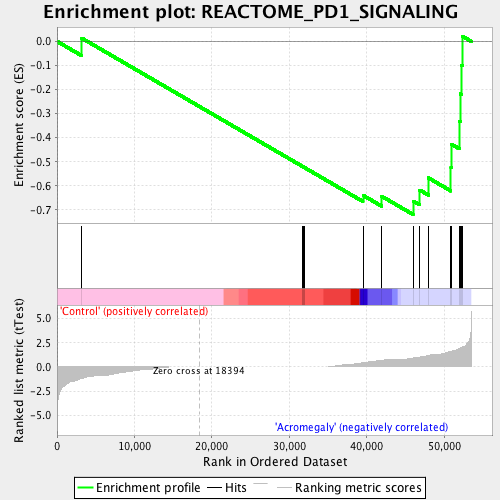 Enrichment plot: REACTOME_PD1_SIGNALING
Enrichment score (ES)
0.0
-0.1
-0.2
-0.3
-0.4
-0.5
-0.6
-0.7
'Control' (positively correlated)
Ranked list metric (tTest)
5.0
2.5
0.0
-2.5
-5.0
Zero cross at 18394
'Acromegaly' (negatively correlated)
0 10,000 20,000 30,000 40,000 50,000
Rank in Ordered Dataset
Enrichment profile Hits Ranking metric scores